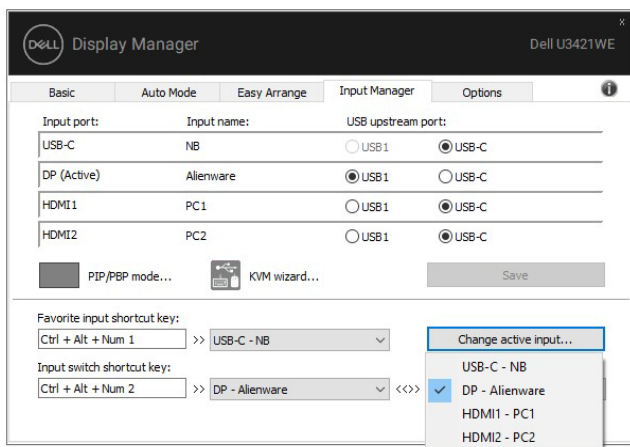 x
DELL Display Manager Dell U3421WE
Basic Auto Mode Easy Arrange Input Manager Options i
Input port: Input name: USB upstream port:
USB-C NB USB1 USB-C
DP (Active) Alienware USB1 USB-C
HDMI1 PC1 USB1 USB-C
HDMI2 PC2 USB1 USB-C
PIP/PBP mode... KVM wizard... Save
Favorite input shortcut key:
Ctrl + Alt + Num 1 >> USB-C - NB Change active input...
Input switch shortcut key:
Ctrl + Alt + Num 2 >> DP - Alienware <<>>
USB-C - NB
DP - Alienware
HDMI1 - PC1
HDMI2 - PC2